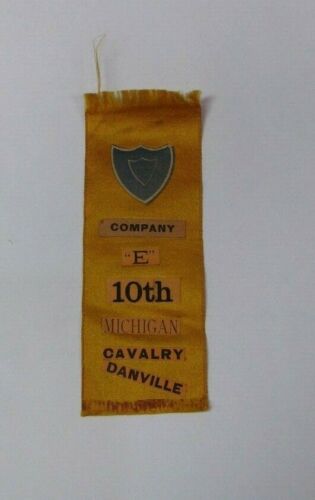 COMPANY
"E"
10th
MICHIGAN
CAVALRY
DANVILLE